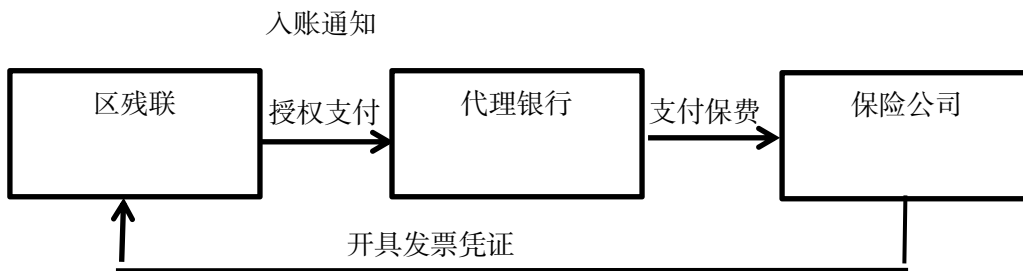 入账通知
区残联
授权支付
代理银行
支付保费
保险公司
开具发票凭证